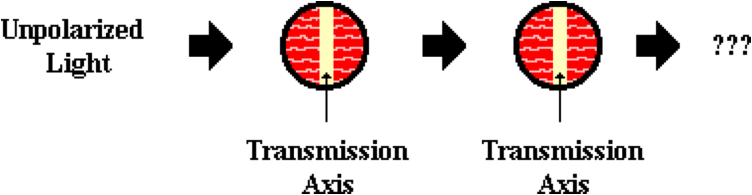 Unpolarized
Light
???
Transmission
Axis
Transmission
Axis